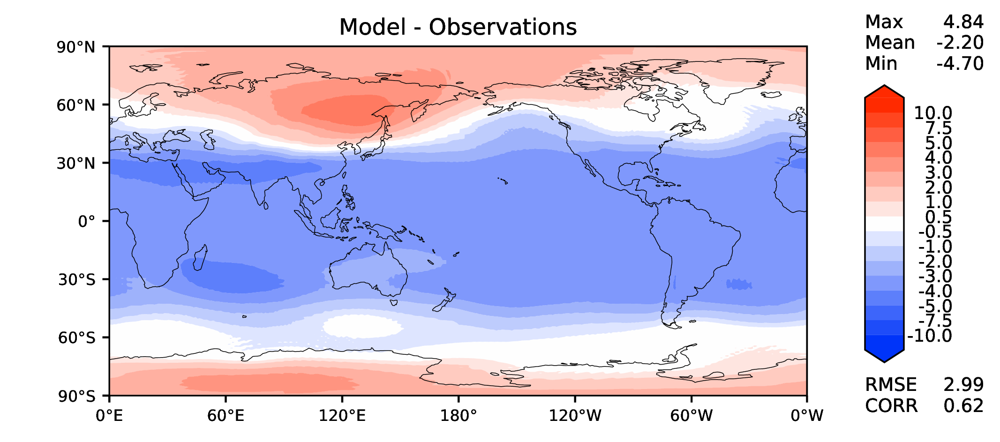 Model - Observations
Max 4.84
Mean -2.20
Min -4.70
90°N
60°N
30°N
0°
30°S
60°S
90°S
0°E 60°E 120°E 180° 120°W 60°W 0°W
10.0
7.5
5.0
4.0
3.0
2.0
1.0
0.5
-0.5
-1.0
-2.0
-3.0
-4.0
-5.0
-7.5
-10.0
RMSE 2.99
CORR 0.62